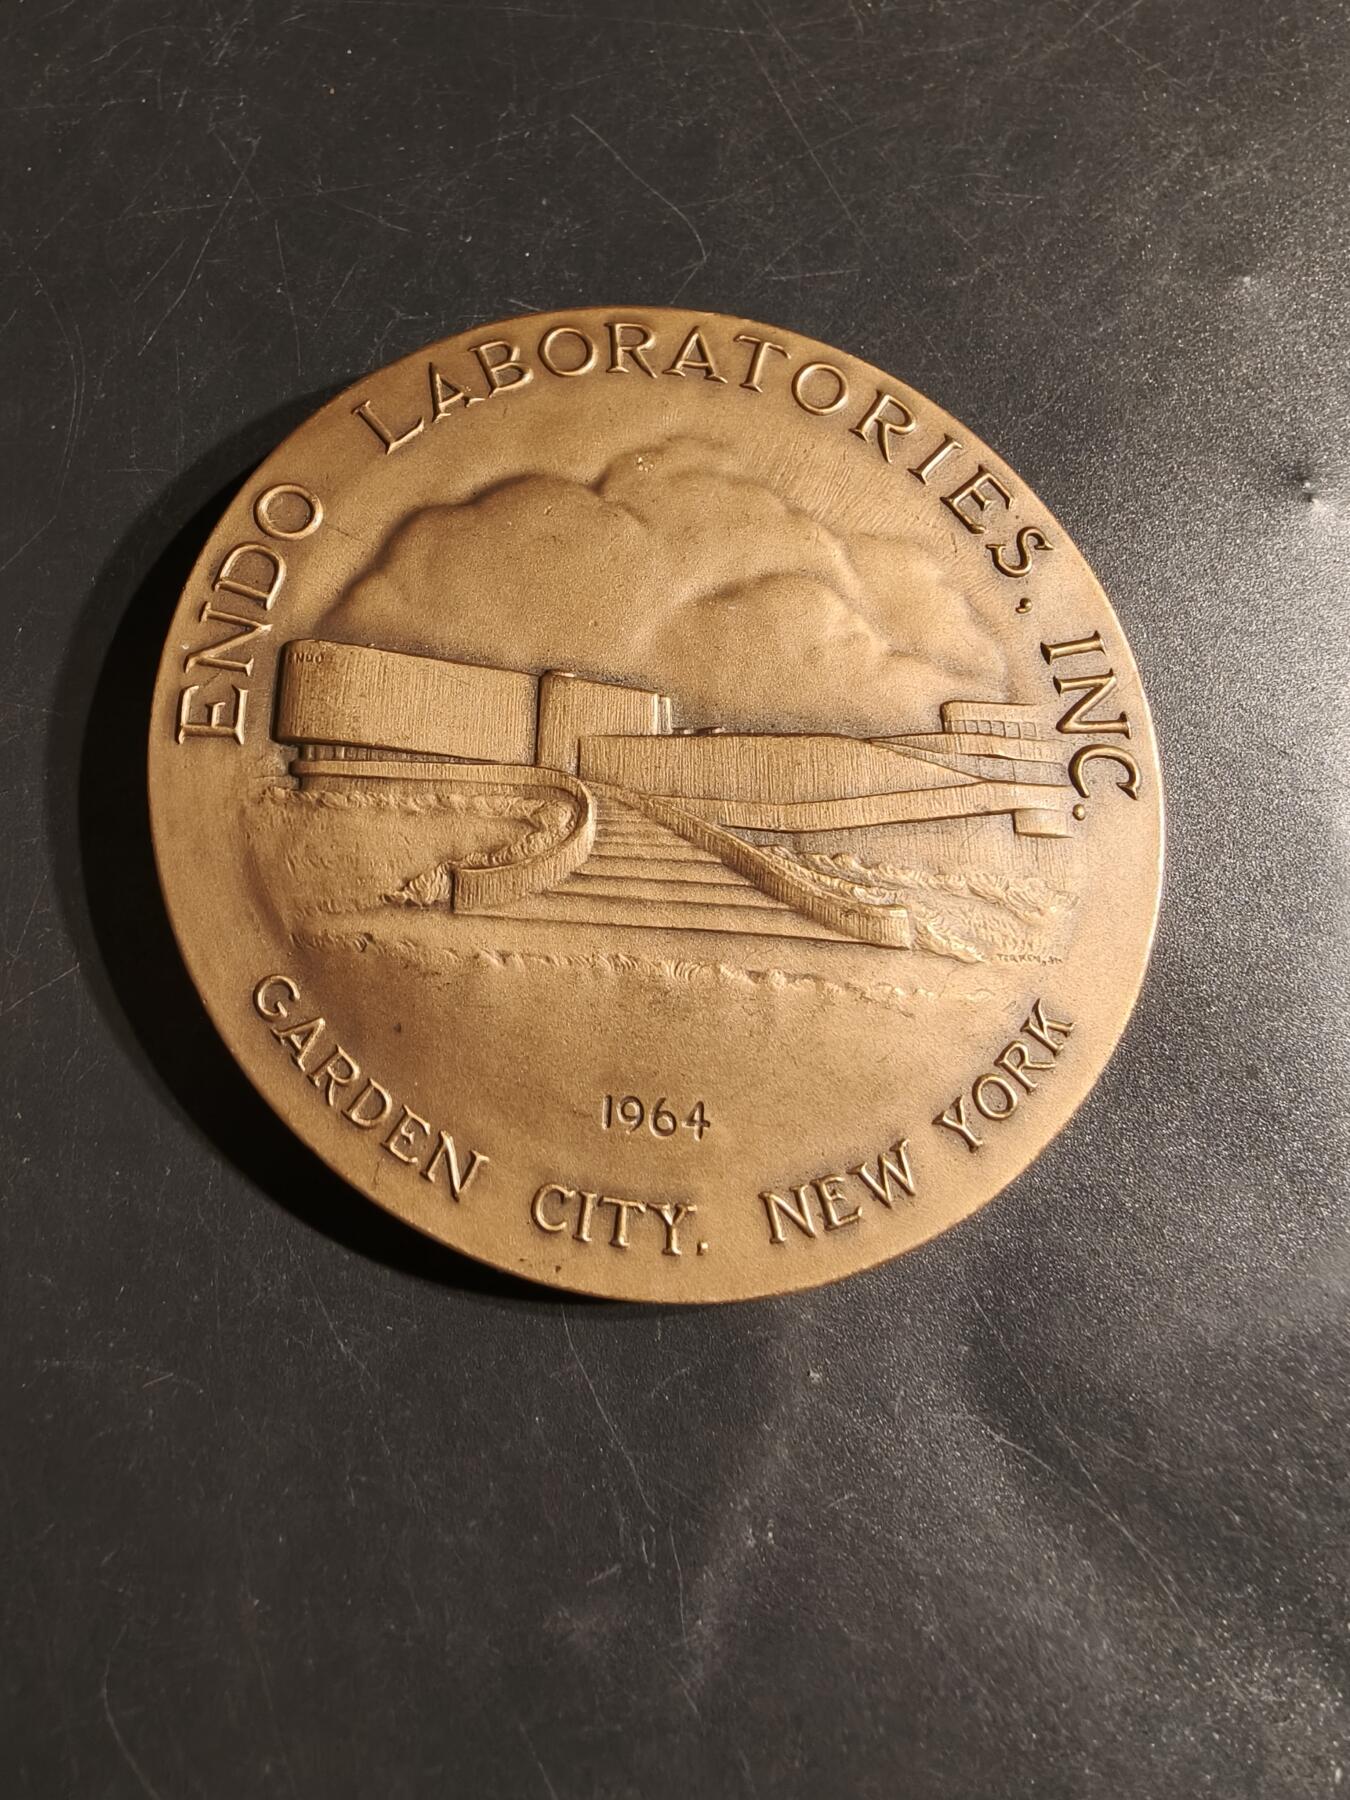 ENDO LABORATORIES, INC.
ENDO
1964
GARDEN CITY, NEW YORK